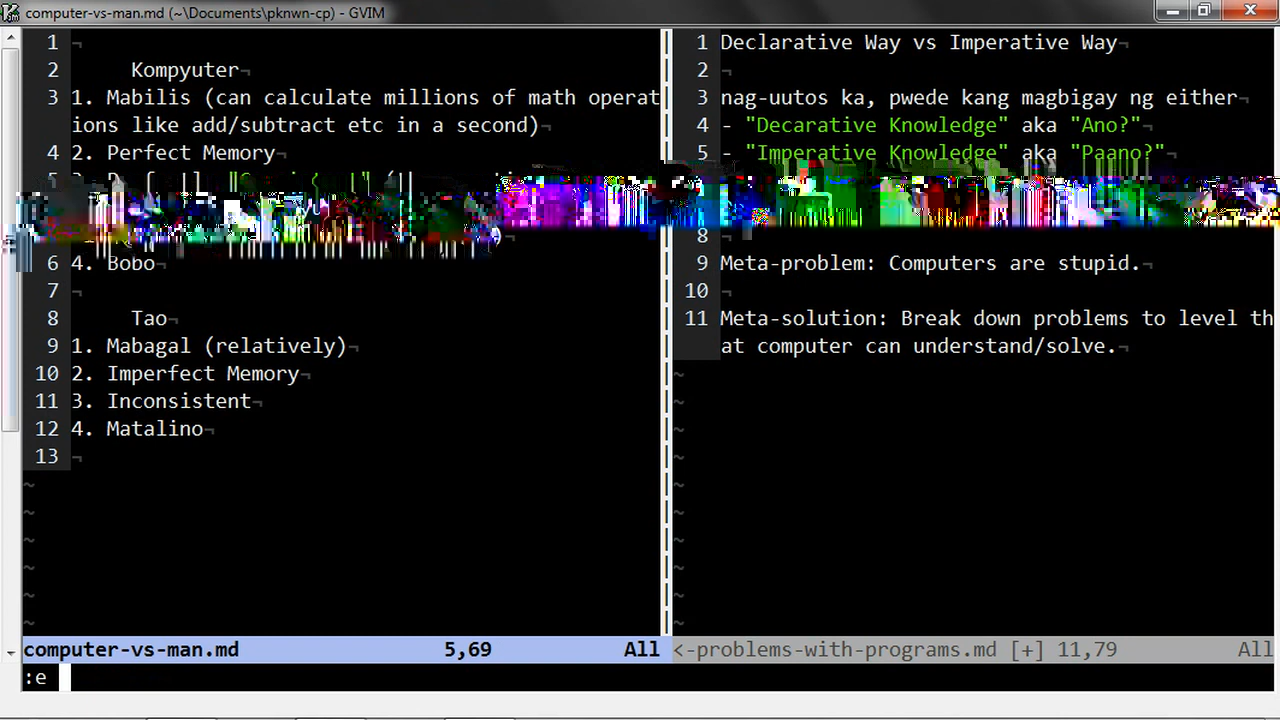 computer-vs-man.md (~\Documents\pknwn-cp) - GVIM
1 ¬
2 Kompyuter¬
3 1. Mabilis (can calculate millions of math operat
ions like add/subtract etc in a second)¬
4 2. Perfect Memory¬
5 3.
6 4. Bobo¬
7 ¬
8 Tao¬
9 1. Mabagal (relatively)¬
10 2. Imperfect Memory¬
11 3. Inconsistent¬
12 4. Matalino¬
13 ¬
~
~
~
~
~
~
computer-vs-man.md 5,69 All
1 Declarative Way vs Imperative Way¬
2 ¬
3 nag-uutos ka, pwede kang magbigay ng either¬
4 - "Decarative Knowledge" aka "Ano?"¬
5 - "Imperative Knowledge" aka "Paano?"¬
8 ¬
9 Meta-problem: Computers are stupid.¬
10 ¬
11 Meta-solution: Break down problems to level th
at computer can understand/solve.¬
~
~
~
~
~
~
~
~
~
~
<-problems-with-programs.md [+] 11,79 All
:e